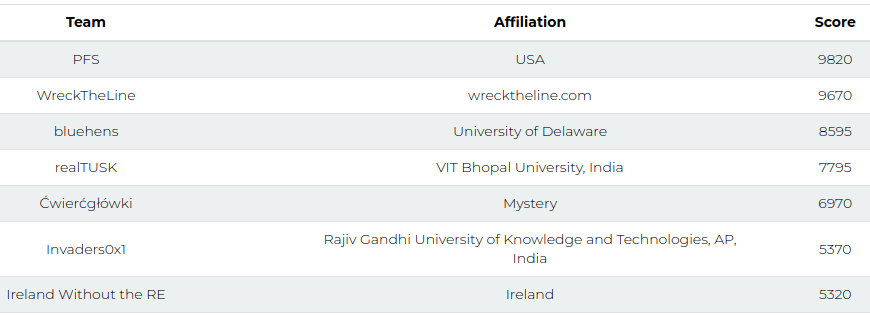 Team Affiliation Score
PFS USA 9820
WreckTheLine wrecktheline.com 9670
bluehens University of Delaware 8595
realTUSK VIT Bhopal University, India 7795
Ćwierćgłówki Mystery 6970
Invaders0x1 Rajiv Gandhi University of Knowledge and Technologies, AP, 5370
India
Ireland Without the RE Ireland 5320